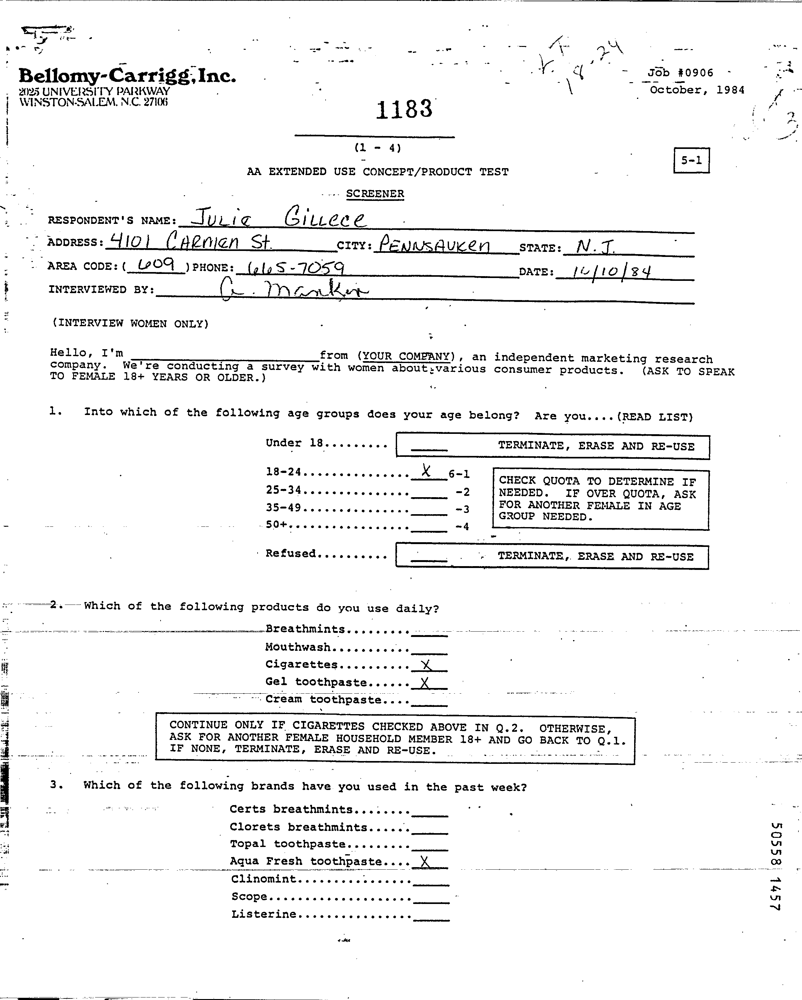 18-24
Bellomy-Carrigg, Inc.
2025 UNIVERSITY PARKWAY
WINSTON-SALEM, N.C. 27106
Job #0906
October, 1984
1183
(1 - 4)
5-1
AA EXTENDED USE CONCEPT/PRODUCT TEST
SCREENER
RESPONDENT'S NAME: Julie Gillece
ADDRESS: 4101 CARMEN St. CITY: PENNSAUKEN STATE: N.J.
AREA CODE: ( 609 ) PHONE: 665-7059 DATE: 10/10/84
INTERVIEWED BY:
(INTERVIEW WOMEN ONLY)
Hello, I'm ____ from (YOUR COMPANY), an independent marketing research
company. We're conducting a survey with women about various consumer products. (ASK TO SPEAK
TO FEMALE 18+ YEARS OR OLDER.)
1. Into which of the following age groups does your age belong? Are you....(READ LIST)
Under 18......... ____ TERMINATE, ERASE AND RE-USE
18-24............... X 6-1
25-34............... ____ -2
35-49............... ____ -3
50+................. ____ -4
CHECK QUOTA TO DETERMINE IF
NEEDED. IF OVER QUOTA, ASK
FOR ANOTHER FEMALE IN AGE
GROUP NEEDED.
Refused.......... ____ TERMINATE, ERASE AND RE-USE
2. Which of the following products do you use daily?
Breathmints......... ____
Mouthwash........... ____
Cigarettes.......... X
Gel toothpaste...... X
Cream toothpaste.... ____
CONTINUE ONLY IF CIGARETTES CHECKED ABOVE IN Q.2. OTHERWISE,
ASK FOR ANOTHER FEMALE HOUSEHOLD MEMBER 18+ AND GO BACK TO Q.1.
IF NONE, TERMINATE, ERASE AND RE-USE.
3. Which of the following brands have you used in the past week?
Certs breathmints........ ____
Clorets breathmints...... ____
Topal toothpaste......... ____
Aqua Fresh toothpaste.... X
Clinomint................ ____
Scope.................... ____
Listerine................ ____
50558 1457